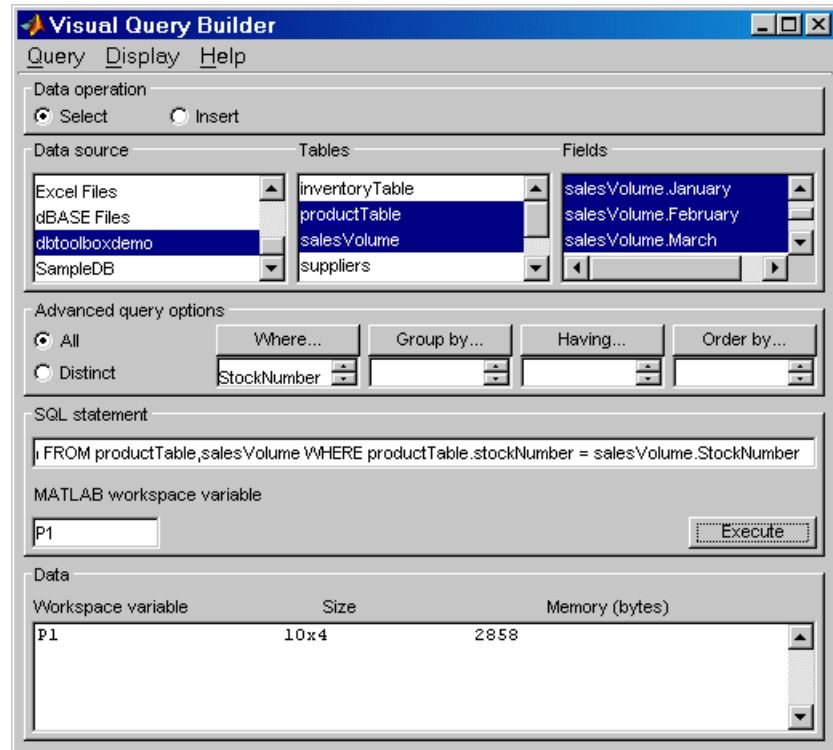 Visual Query Builder
Query Display Help
Data operation
Select Insert
Data source Tables Fields
Excel Files
dBASE Files
dbtoolboxdemo
SampleDB
inventoryTable
productTable
salesVolume
suppliers
salesVolume.January
salesVolume.February
salesVolume.March
Advanced query options
All
Distinct
Where... Group by... Having... Order by...
StockNumber
SQL statement
FROM productTable,salesVolume WHERE productTable.stockNumber = salesVolume.StockNumber
MATLAB workspace variable
P1
Execute
Data
Workspace variable Size Memory (bytes)
P1 10x4 2858